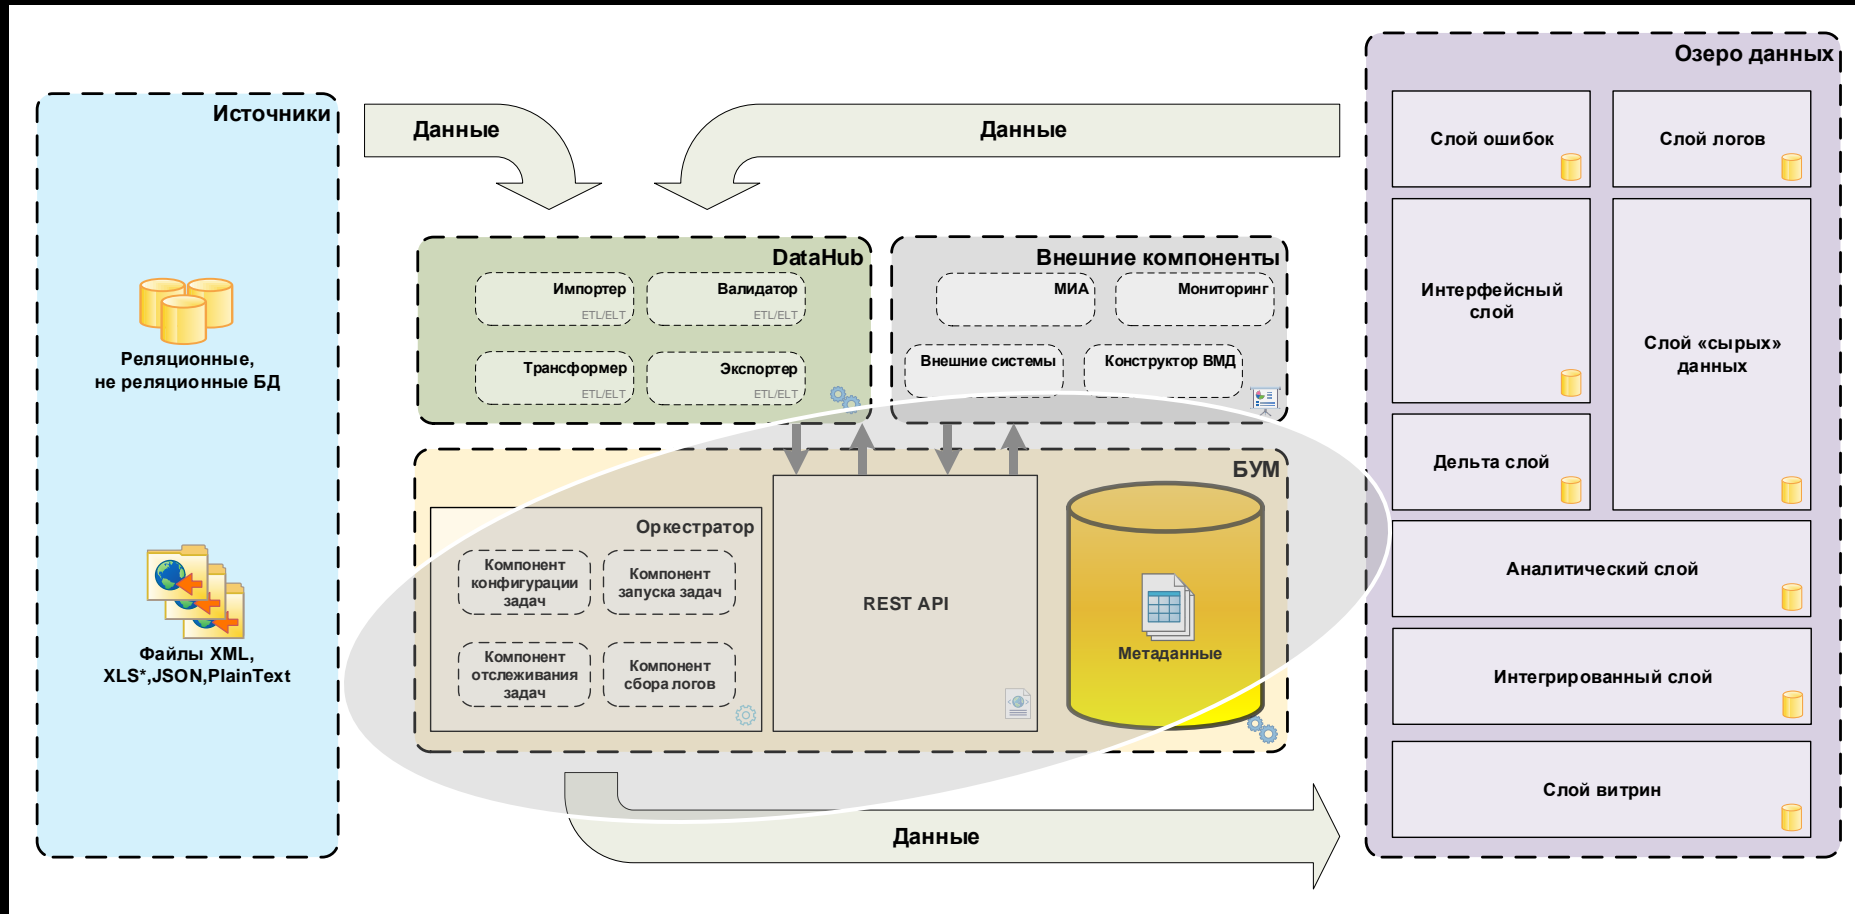 Источники
Реляционные,
не реляционные БД
Файлы XML,
XLS*,JSON,PlainText
Данные
Данные
DataHub
Импортер
ETL/ELT
Валидатор
ETL/ELT
Трансформер
ETL/ELT
Экспортер
ETL/ELT
Внешние компоненты
МИА
Мониторинг
Внешние системы
Конструктор ВМД
БУМ
Оркестратор
Компонент
конфигурации
задач
Компонент
запуска задач
Компонент
отслеживания
задач
Компонент
сбора логов
REST API
Метаданные
Данные
Озеро данных
Слой ошибок
Слой логов
Интерфейсный
слой
Слой «сырых»
данных
Дельта слой
Аналитический слой
Интегрированный слой
Слой витрин